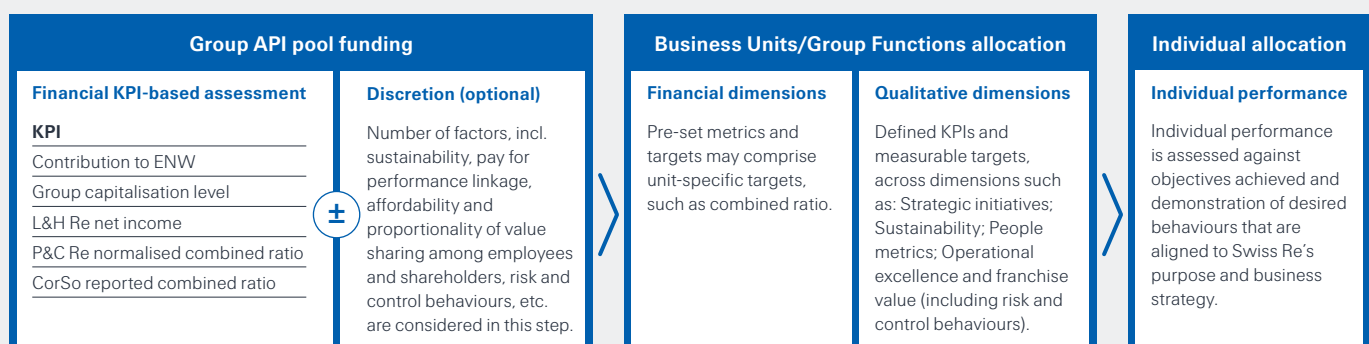 Group API pool funding
Financial KPI-based assessment
KPI
Contribution to ENW
Group capitalisation level
L&H Re net income
P&C Re normalised combined ratio
CorSo reported combined ratio
±
Discretion (optional)
Number of factors, incl.
sustainability, pay for
performance linkage,
affordability and
proportionality of value
sharing among employees
and shareholders, risk and
control behaviours, etc.
are considered in this step.
Business Units/Group Functions allocation
Financial dimensions
Pre-set metrics and
targets may comprise
unit-specific targets,
such as combined ratio.
Qualitative dimensions
Defined KPIs and
measurable targets,
across dimensions such
as: Strategic initiatives;
Sustainability; People
metrics; Operational
excellence and franchise
value (including risk and
control behaviours).
Individual allocation
Individual performance
Individual performance
is assessed against
objectives achieved and
demonstration of desired
behaviours that are
aligned to Swiss Re's
purpose and business
strategy.